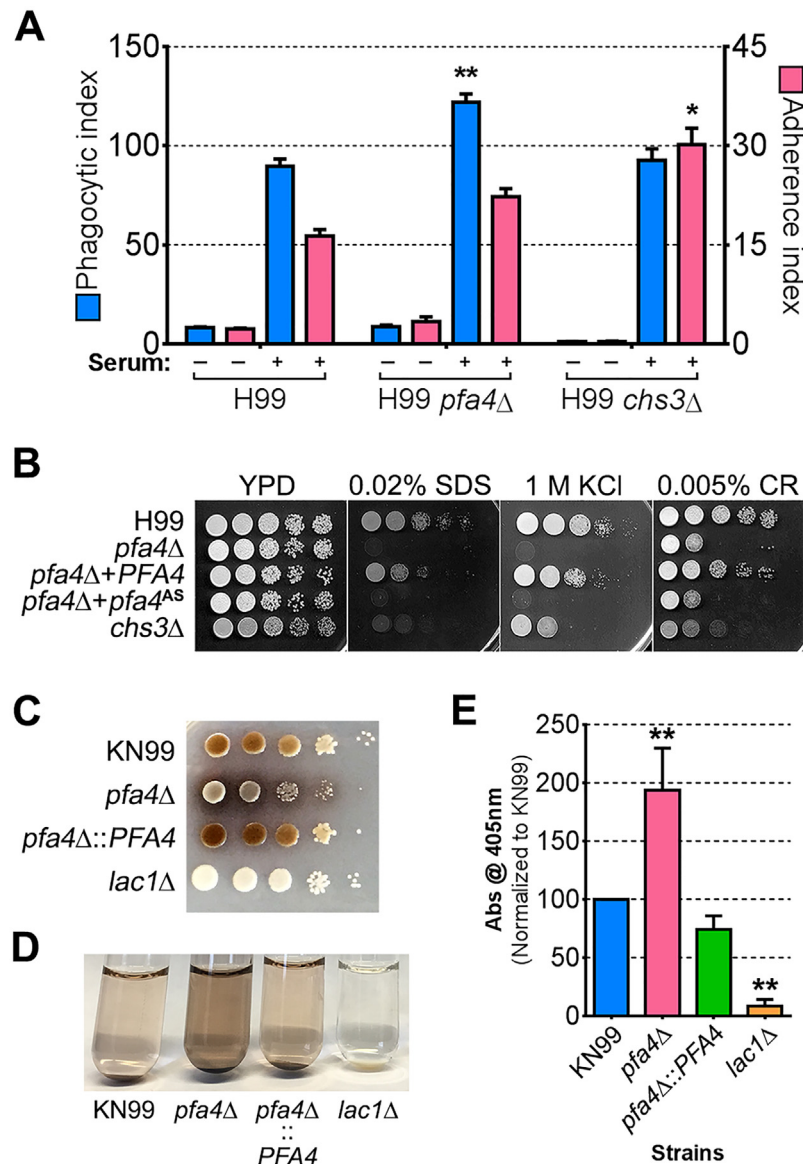 A
150
100
50
0
Phagocytic index
**
*
45
30
15
0
Adherence index
Serum: – – + + – – + + – – + +
H99 H99 pfa4Δ H99 chs3Δ
B
YPD 0.02% SDS 1 M KCl 0.005% CR
H99
pfa4Δ
pfa4Δ+PFA4
pfa4Δ+pfa4ᴬˢ
chs3Δ
C
KN99
pfa4Δ
pfa4Δ::PFA4
lac1Δ
D
KN99 pfa4Δ pfa4Δ lac1Δ
::
PFA4
E
Abs @ 405nm
(Normalized to KN99)
250
200
150
100
50
0
**
**
KN99 pfa4Δ pfa4Δ::PFA4 lac1Δ
Strains